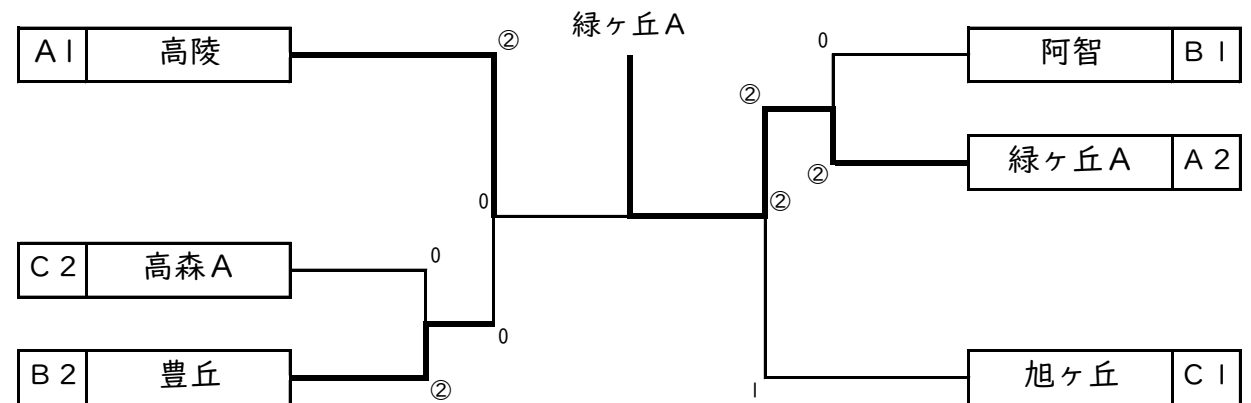 緑ヶ丘A
A1 高陵 ② 0 阿智 B1
②
緑ヶ丘A A2
②
0 ②
C2 高森A 0
0
B2 豊丘 ② 1 旭ヶ丘 C1